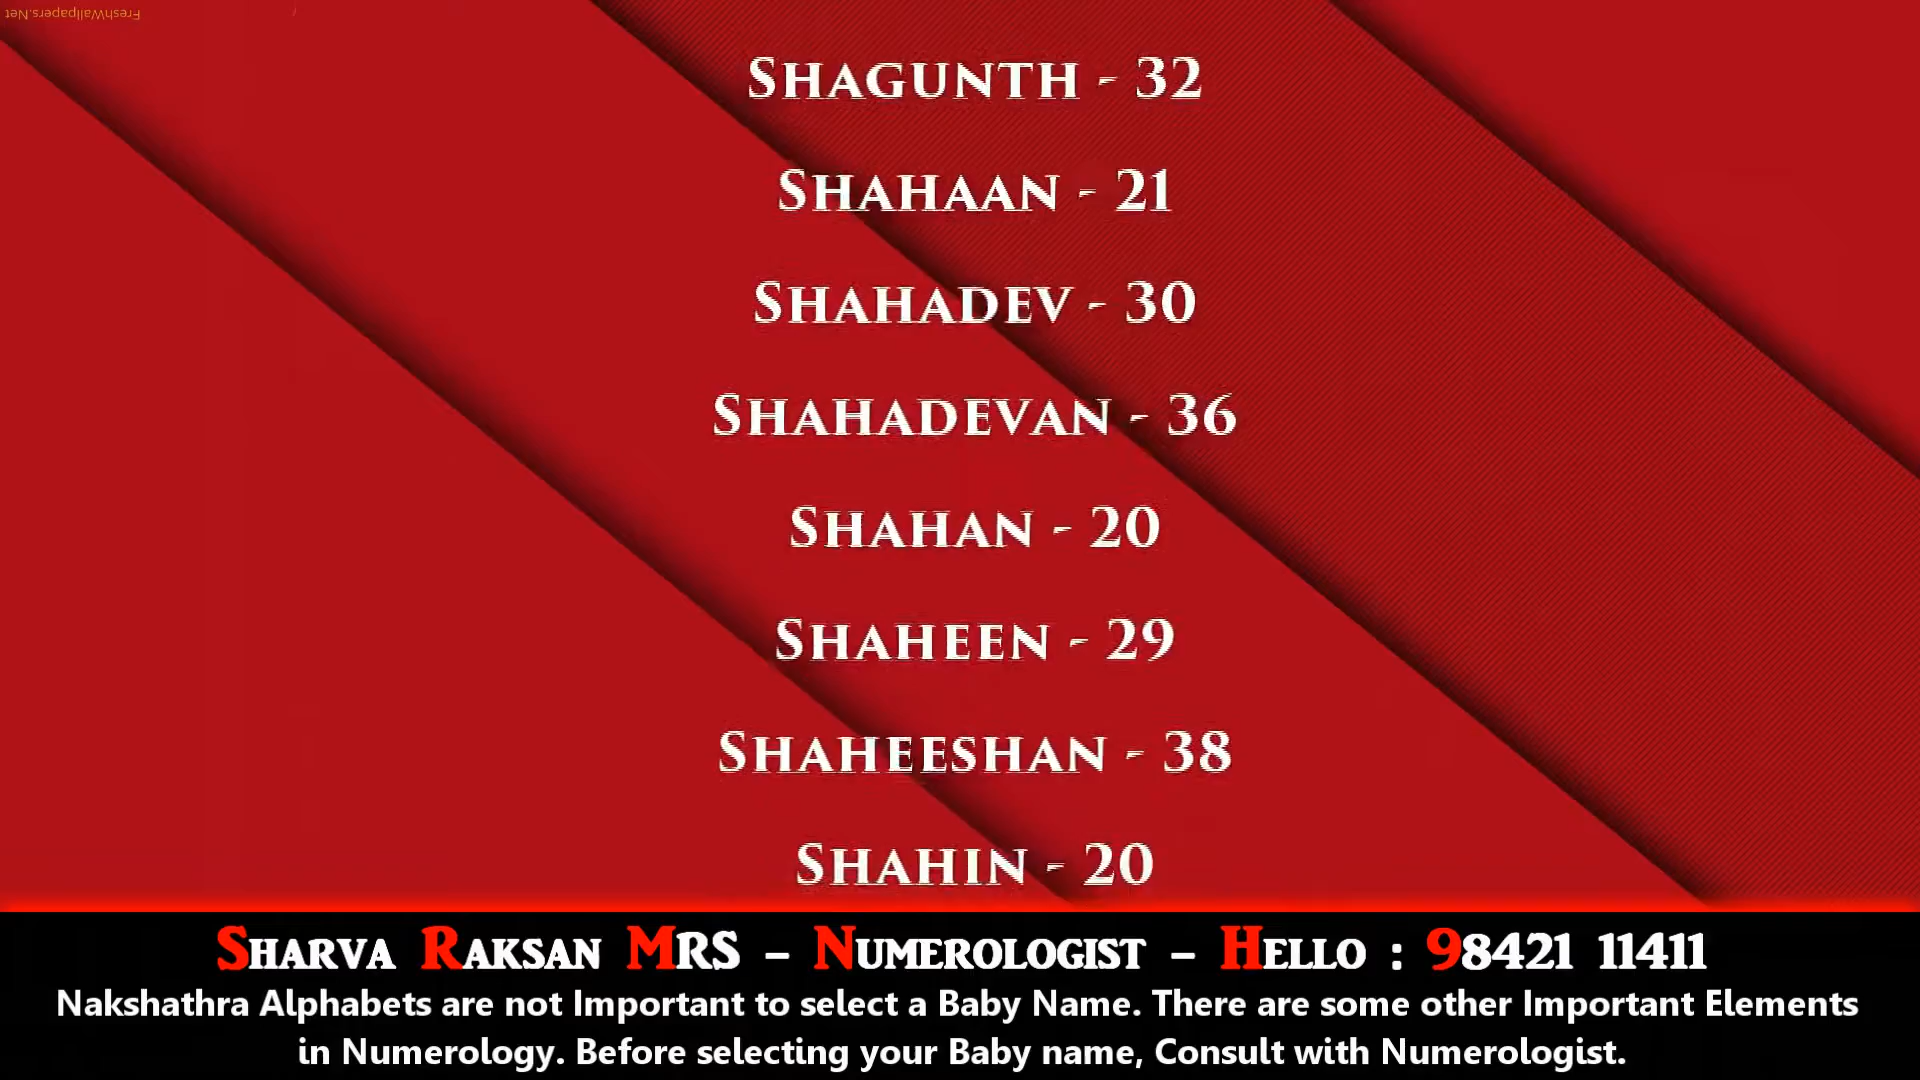 FreshWallpapers.Net
SHAGUNTH - 32
SHAHAAN - 21
SHAHADEV - 30
SHAHADEVAN - 36
SHAHAN - 20
SHAHEEN - 29
SHAHEESHAN - 38
SHAHIN - 20
SHARVA RAKSAN MRS – NUMEROLOGIST – HELLO : 98421 11411
Nakshathra Alphabets are not Important to select a Baby Name. There are some other Important Elements
in Numerology. Before selecting your Baby name, Consult with Numerologist.